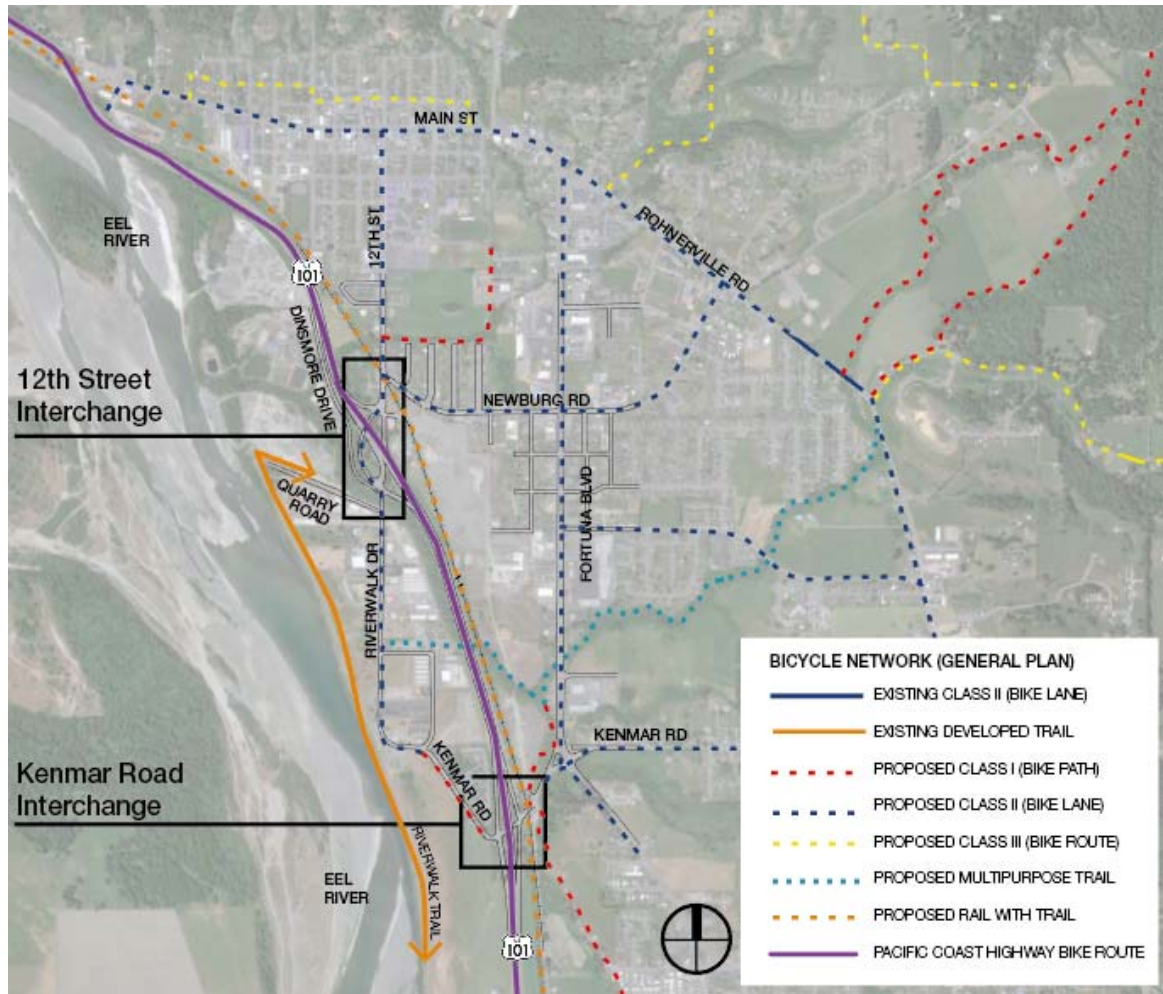 MAIN ST
EEL
RIVER
12TH ST
ROHNERVILLE RD
US
101
DINSMORE DRIVE
12th Street
Interchange
NEWBURG RD
QUARRY
ROAD
FORTUNA BLVD
RIVERWALK DR
KENMAR RD
Kenmar Road
Interchange
KENMAR RD
RIVERWALK TRAIL
EEL
RIVER
US
101
BICYCLE NETWORK (GENERAL PLAN)
EXISTING CLASS II (BIKE LANE)
EXISTING DEVELOPED TRAIL
PROPOSED CLASS I (BIKE PATH)
PROPOSED CLASS II (BIKE LANE)
PROPOSED CLASS III (BIKE ROUTE)
PROPOSED MULTIPURPOSE TRAIL
PROPOSED RAIL WITH TRAIL
PACIFIC COAST HIGHWAY BIKE ROUTE